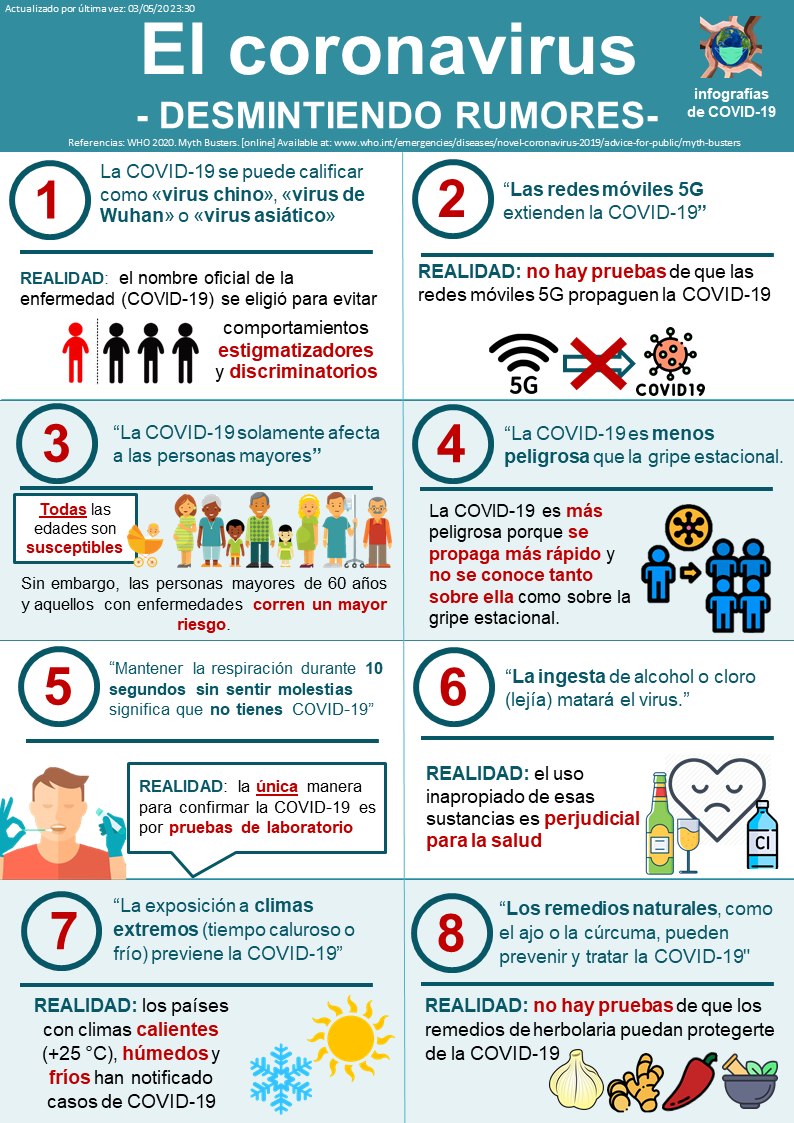 Actualizado por última vez: 03/05/2023:30
El coronavirus
- DESMINTIENDO RUMORES-
infografías
de COVID-19
Referencias: WHO 2020. Myth Busters. [online] Available at: www.who.int/emergencies/diseases/novel-coronavirus-2019/advice-for-public/myth-busters
1
La COVID-19 se puede calificar
como «virus chino», «virus de
Wuhan» o «virus asiático»
REALIDAD: el nombre oficial de la
enfermedad (COVID-19) se eligió para evitar
comportamientos
estigmatizadores
y discriminatorios
2
“Las redes móviles 5G
extienden la COVID-19”
REALIDAD: no hay pruebas de que las
redes móviles 5G propaguen la COVID-19
5G
COVID19
3
“La COVID-19 solamente afecta
a las personas mayores”
Todas las
edades son
susceptibles
Sin embargo, las personas mayores de 60 años
y aquellos con enfermedades corren un mayor
riesgo.
4
“La COVID-19 es menos
peligrosa que la gripe estacional.
La COVID-19 es más
peligrosa porque se
propaga más rápido y
no se conoce tanto
sobre ella como sobre la
gripe estacional.
5
“Mantener la respiración durante 10
segundos sin sentir molestias
significa que no tienes COVID-19”
REALIDAD: la única manera
para confirmar la COVID-19 es
por pruebas de laboratorio
6
“La ingesta de alcohol o cloro
(lejía) matará el virus.”
REALIDAD: el uso
inapropiado de esas
sustancias es perjudicial
para la salud
Cl
7
“La exposición a climas
extremos (tiempo caluroso o
frío) previene la COVID-19”
REALIDAD: los países
con climas calientes
(+25 °C), húmedos y
fríos han notificado
casos de COVID-19
8
“Los remedios naturales, como
el ajo o la cúrcuma, pueden
prevenir y tratar la COVID-19"
REALIDAD: no hay pruebas de que los
remedios de herbolaria puedan protegerte
de la COVID-19